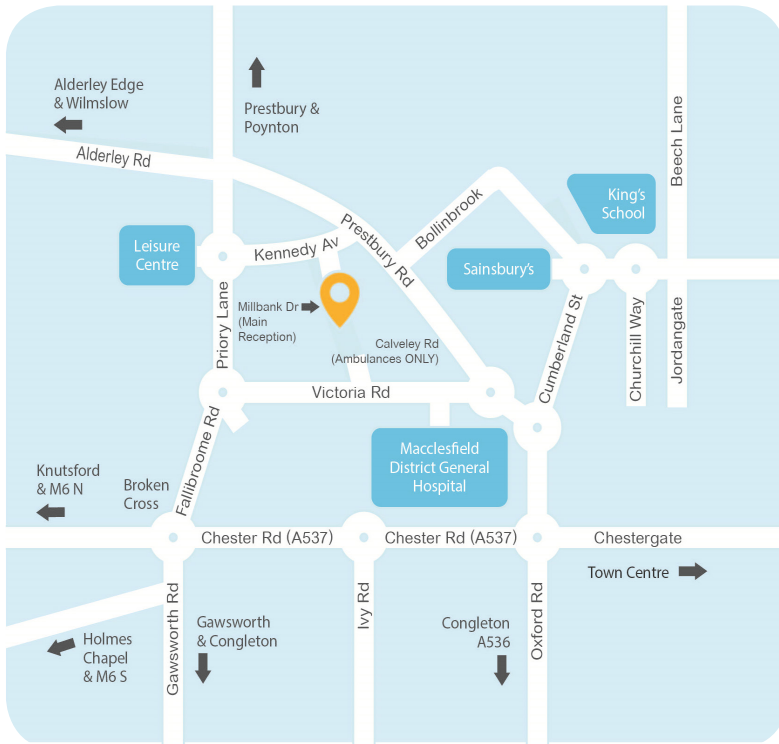 Alderley Edge
& Wilmslow
Prestbury &
Poynton
Beech Lane
Alderley Rd
King's
School
Bollinbrook
Prestbury Rd
Leisure
Centre
Kennedy Av
Sainsbury's
Millbank Dr
(Main
Reception)
Priory Lane
Calveley Rd
(Ambulances ONLY)
Cumberland St
Churchill Way
Jordangate
Victoria Rd
Macclesfield
District General
Hospital
Fallibroome Rd
Knutsford
& M6 N
Broken
Cross
Chester Rd (A537)
Chester Rd (A537)
Chestergate
Town Centre
Gawsworth Rd
Ivy Rd
Oxford Rd
Gawsworth
& Congleton
Congleton
A536
Holmes
Chapel
& M6 S